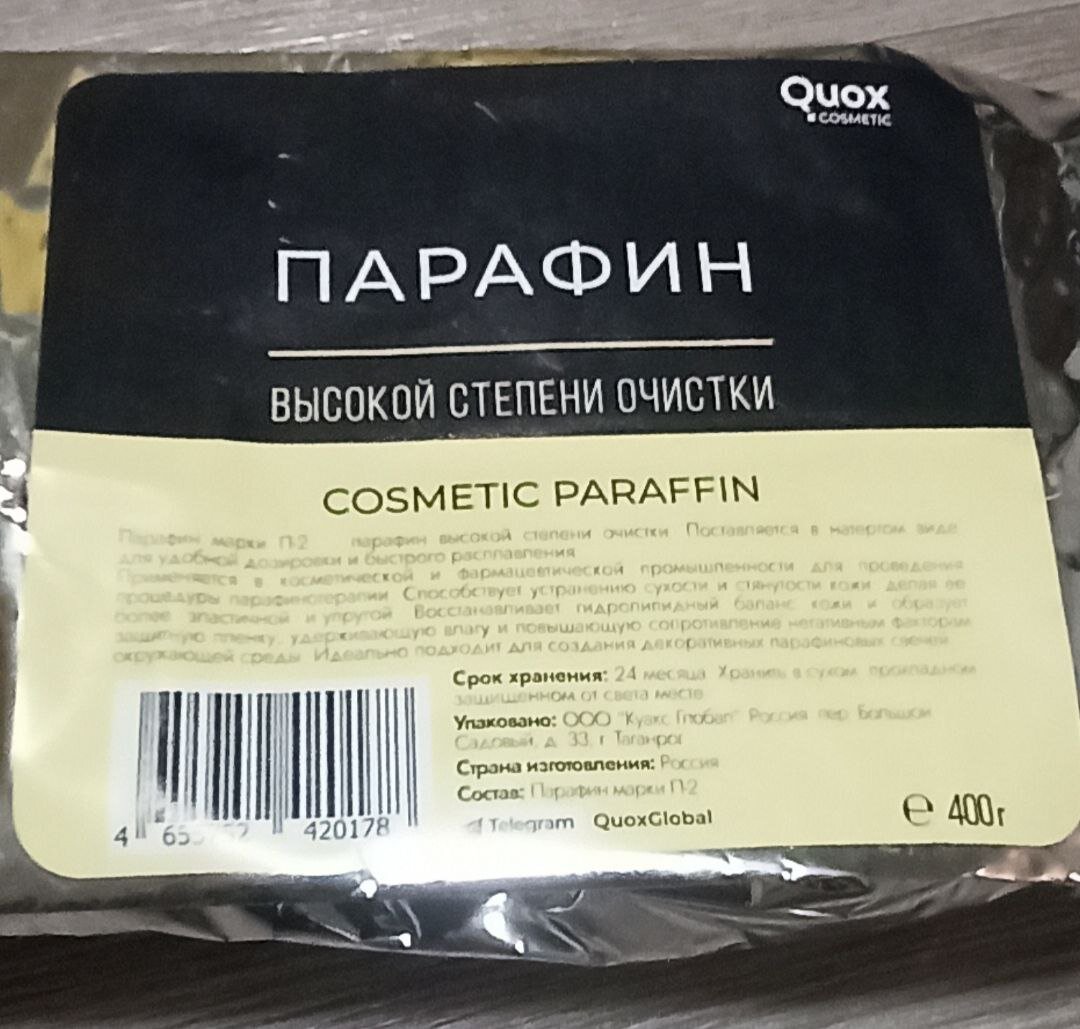 Quox
COSMETIC
ПАРАФИН
ВЫСОКОЙ СТЕПЕНИ ОЧИСТКИ
COSMETIC PARAFFIN
Парафин марки П-2 парафин высокой степени очистки Поставляется в натертом виде
для удобной дозировки и быстрого расплавления
Применяется в косметической и фармацевтической промышленности для проведения
процедуры парафинотерапии Способствует устранению сухости и стянутости кожи делая ее
более эластичной и упругой Восстанавливает гидролипидный баланс кожи и образует
защитную пленку, удерживающую влагу и повышающую сопротивление негативным факторам
окружающей среды Идеально подходит для создания декоративных парафиновых свечей
Срок хранения: 24 месяца Хранить в сухом прохладном
защищенном от света месте
Упаковано: ООО "Куакс Глобал" Россия пер Большой
Садовый, д. 33, г Таганрог
Страна изготовления: Россия
Состав: Парафин марки П-2
Telegram QuoxGlobal
℮ 400г
4 420178